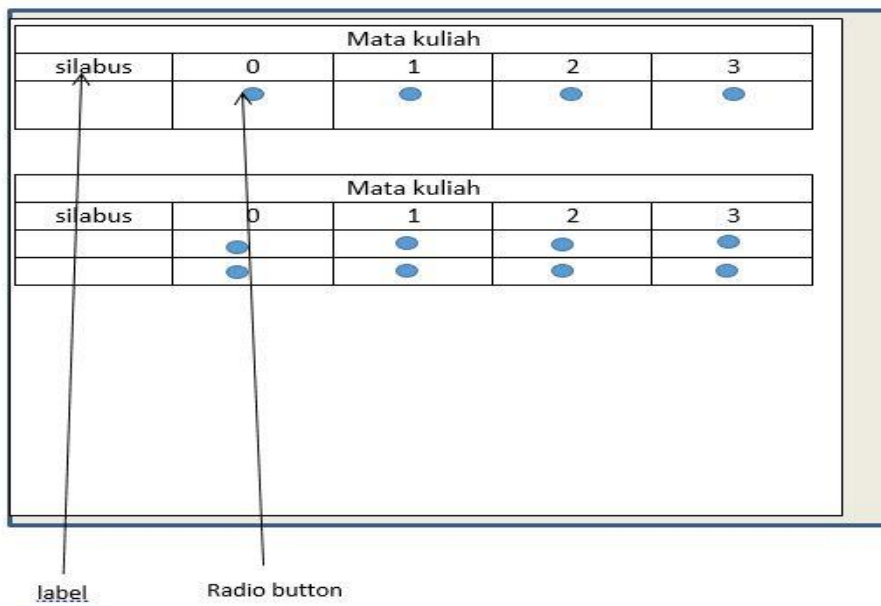 Mata kuliah
silabus 0 1 2 3
Mata kuliah
silabus 0 1 2 3
label Radio button